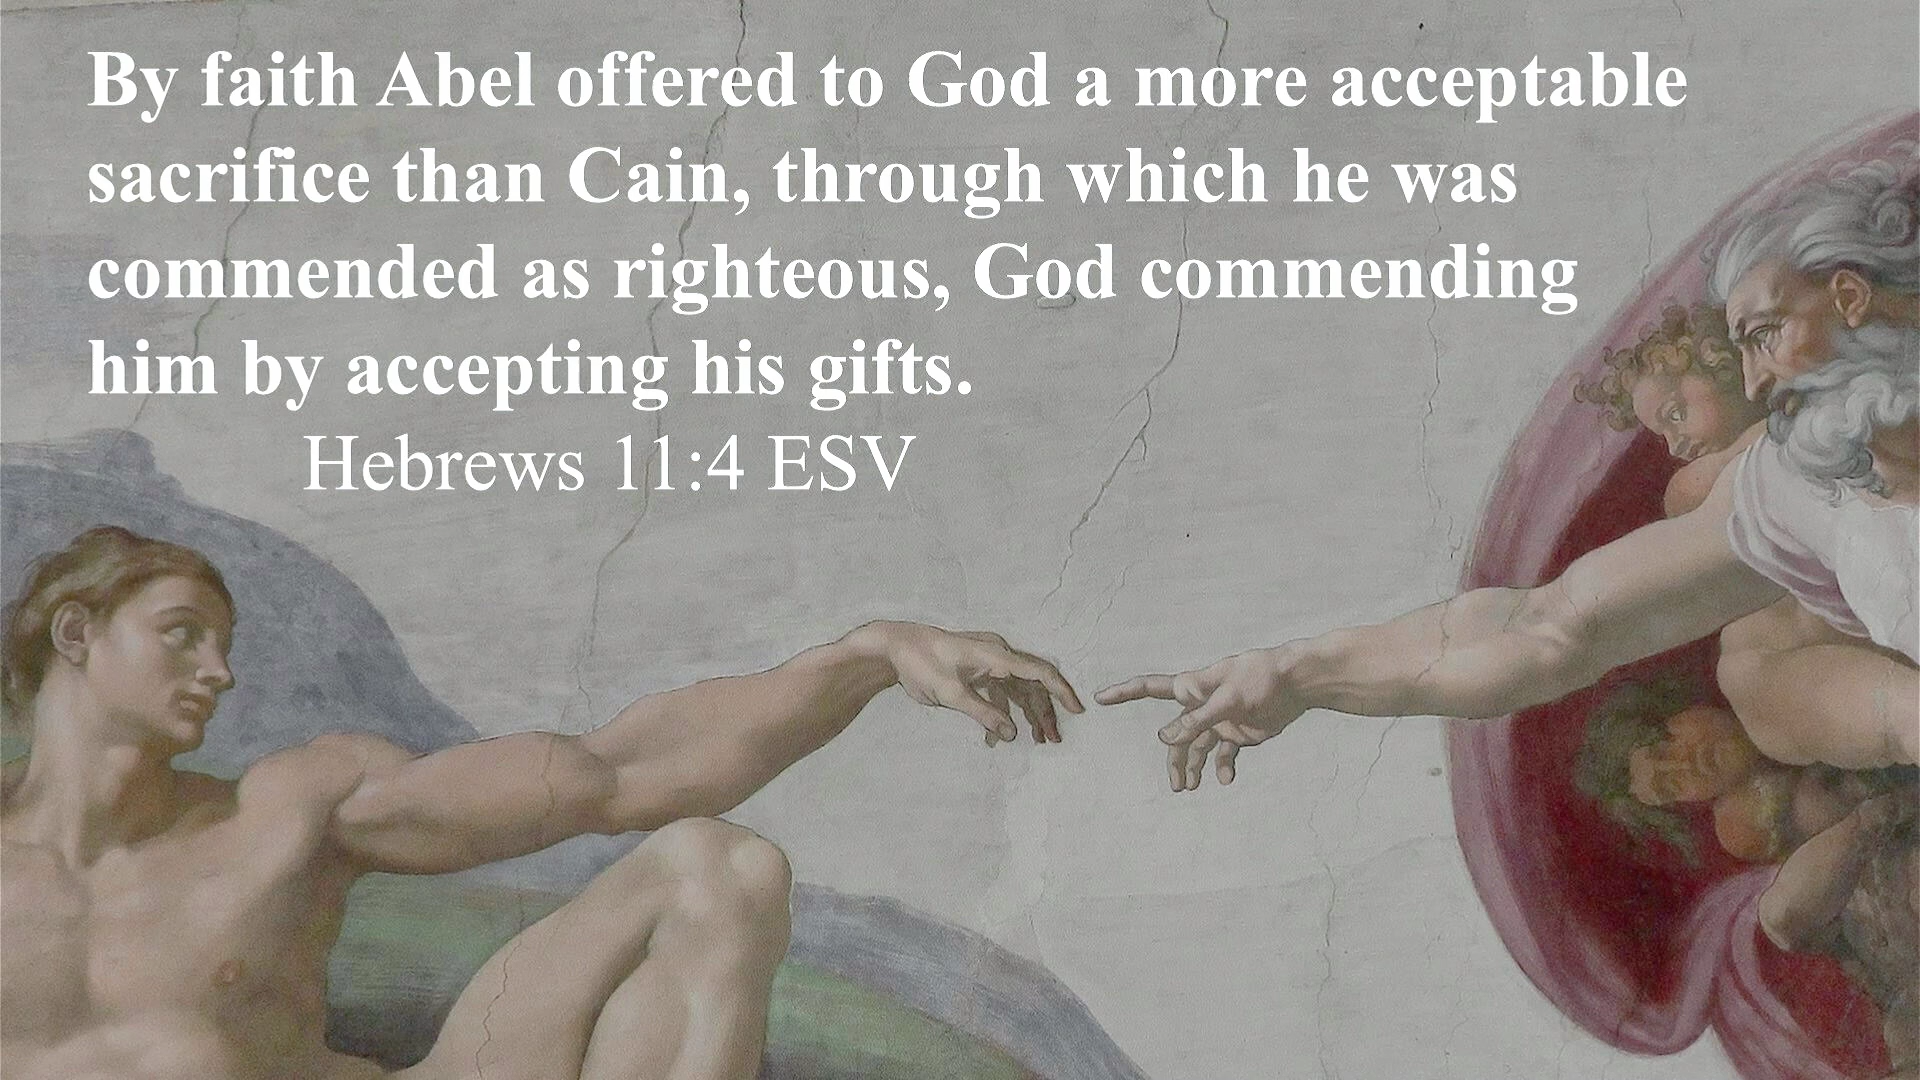 By faith Abel offered to God a more acceptable
sacrifice than Cain, through which he was
commended as righteous, God commending
him by accepting his gifts.
Hebrews 11:4 ESV